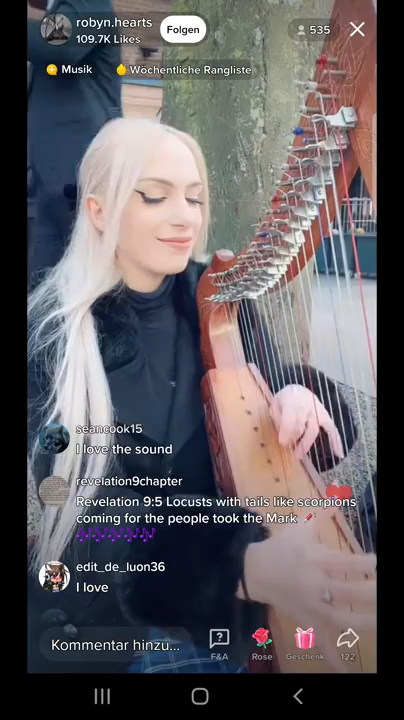 robyn.hearts
109.7K Likes
Folgen
535
Musik
Wöchentliche Rangliste
seancook15
I love the sound
revelation9chapter
Revelation 9:5 Locusts with tails like scorpions
coming for the people took the Mark 💉
🎶🎶🎶🎶🎶🎶
edit_de_luon36
I love
Kommentar hinzu...
F&A
Rose
Geschenk
122